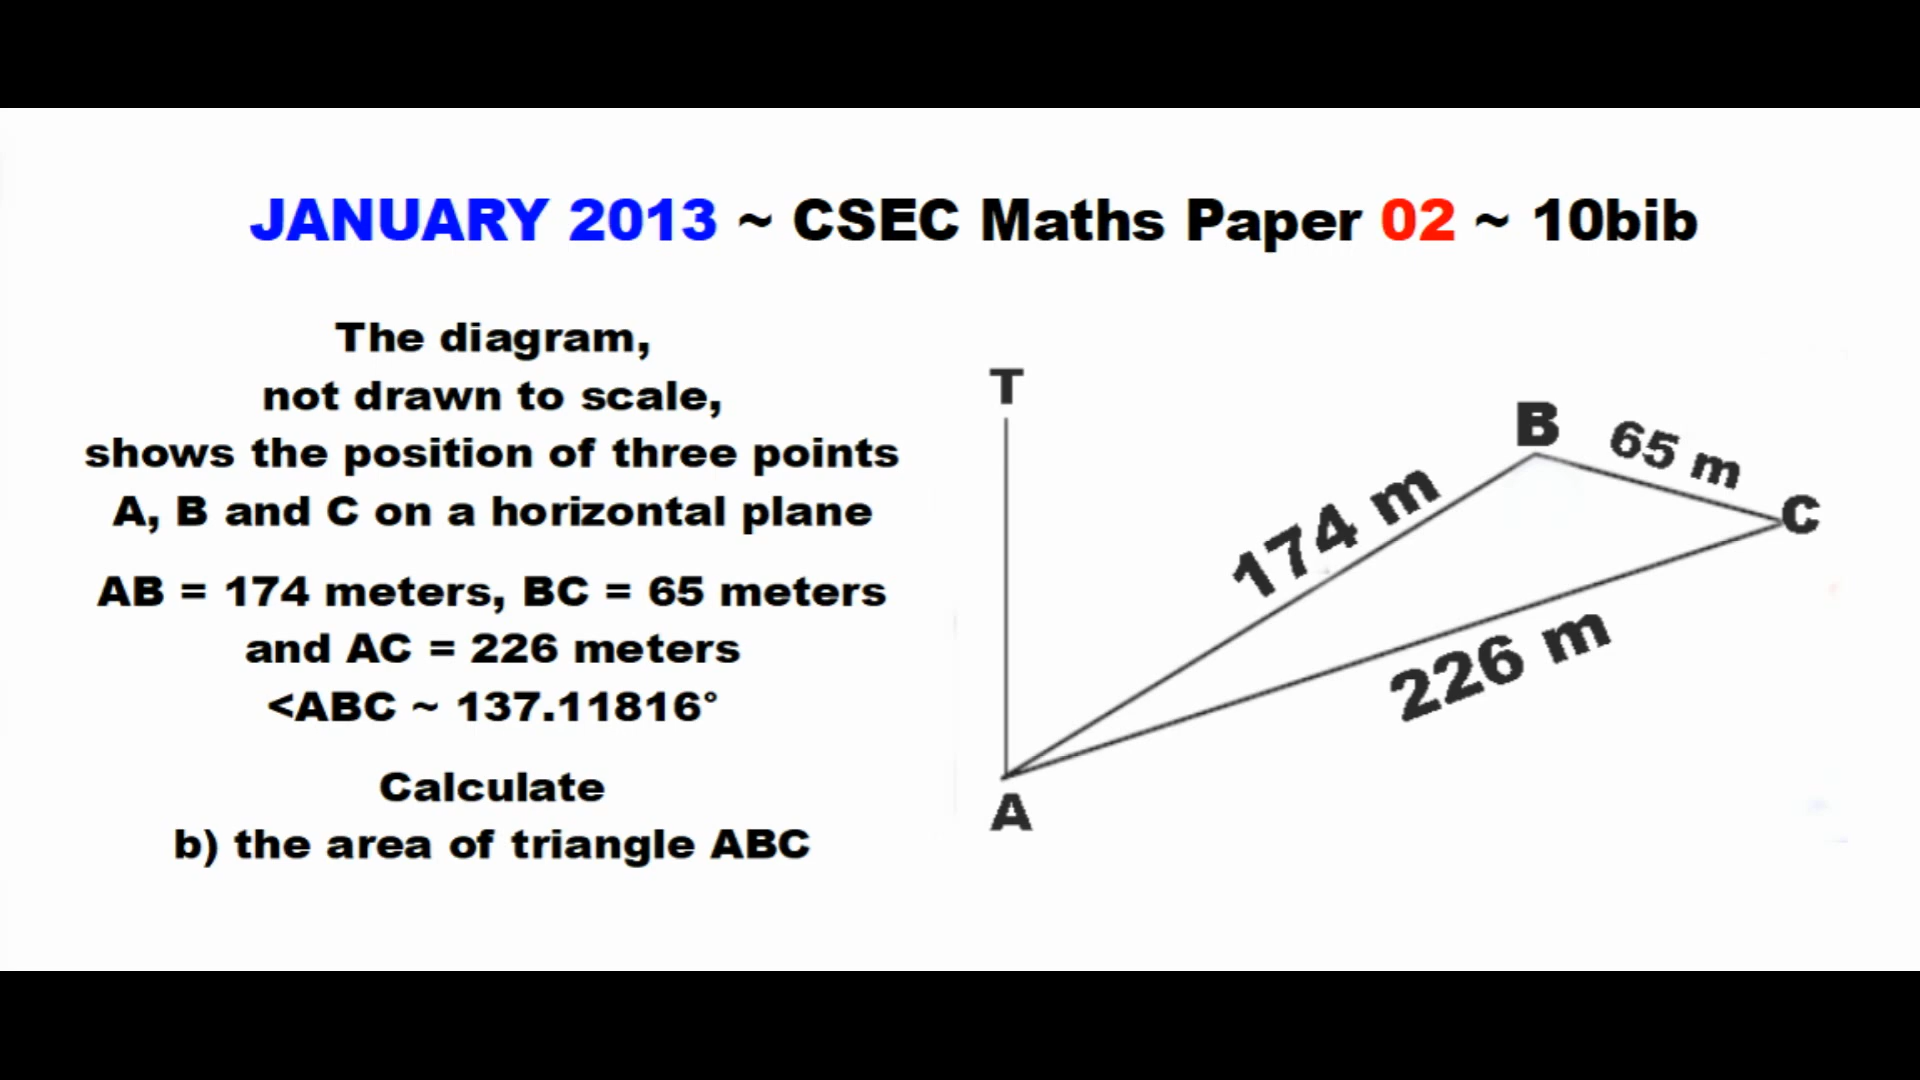 JANUARY 2013 ~ CSEC Maths Paper 02 ~ 10bib
The diagram,
not drawn to scale,
shows the position of three points
A, B and C on a horizontal plane
AB = 174 meters, BC = 65 meters
and AC = 226 meters
<ABC ~ 137.11816°
Calculate
b) the area of triangle ABC
T
B
65 m
174 m
C
226 m
A